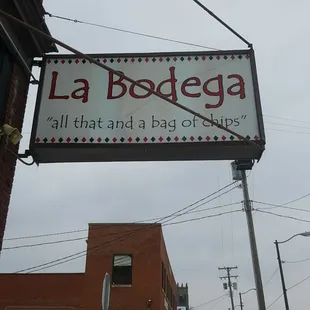 La Bodega
"all that and a bag of chips"